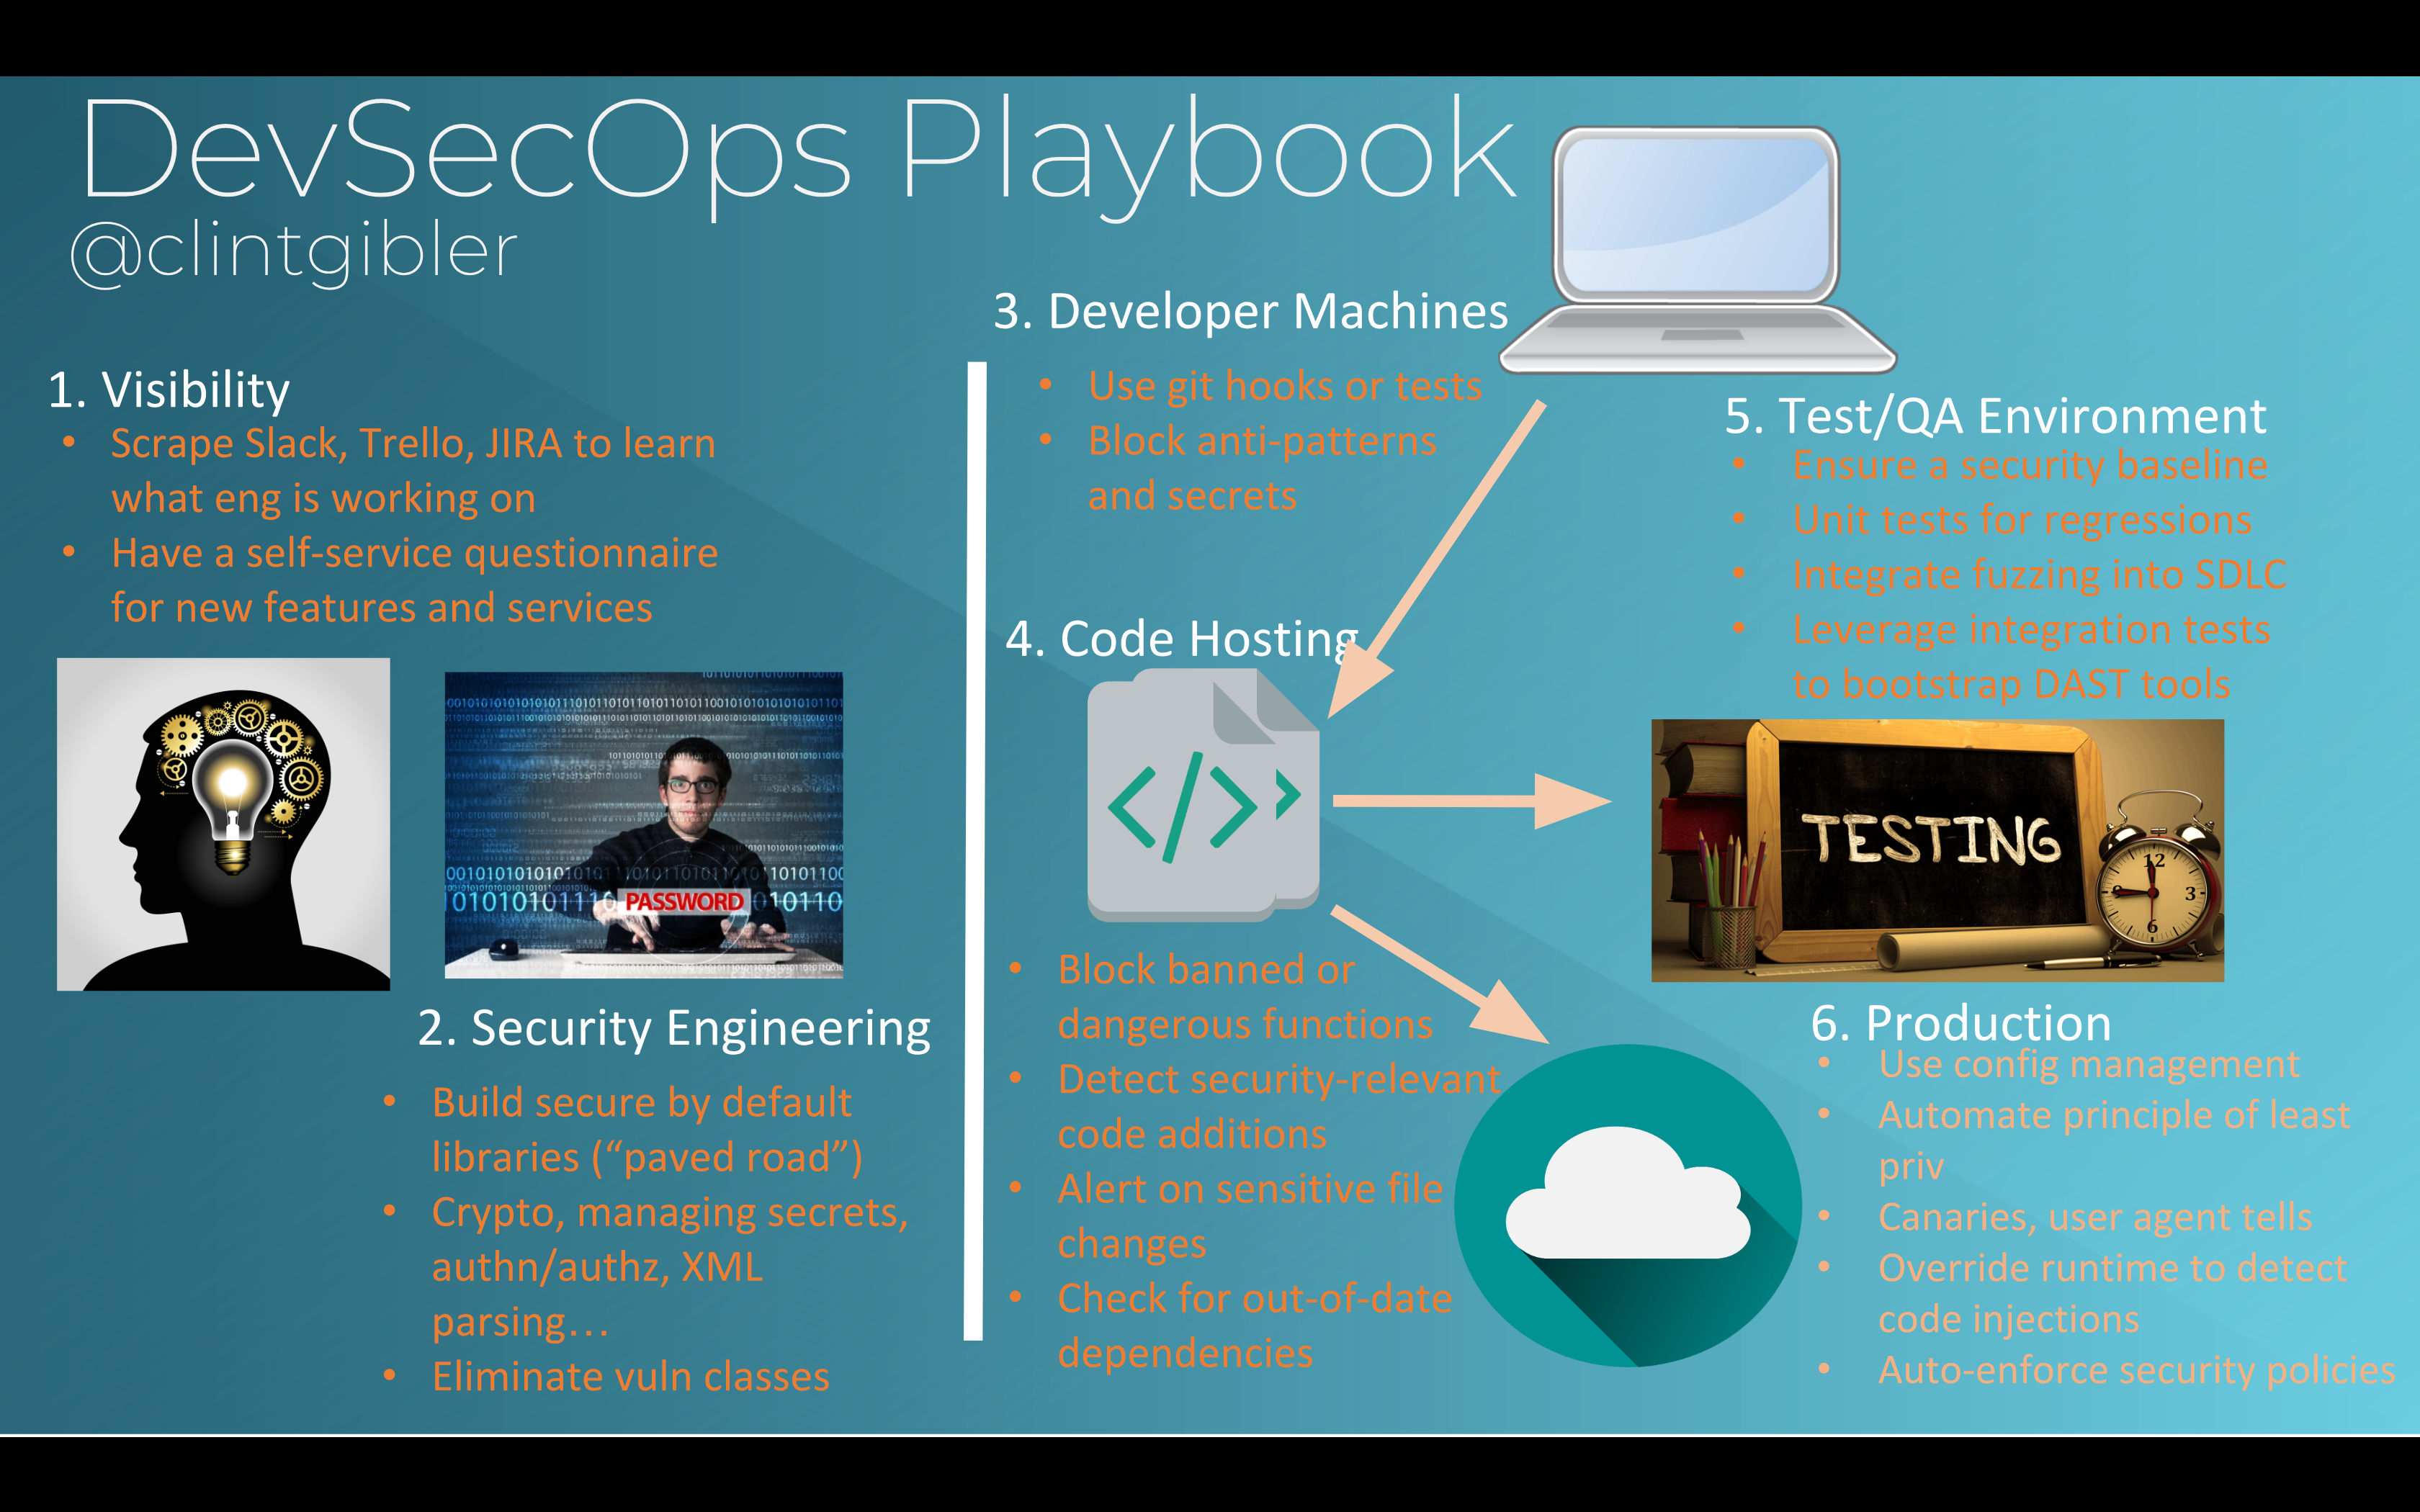 DevSecOps Playbook
@clintgibler
1. Visibility
• Scrape Slack, Trello, JIRA to learn
what eng is working on
• Have a self-service questionnaire
for new features and services
PASSWORD
2. Security Engineering
• Build secure by default
libraries (“paved road”)
• Crypto, managing secrets,
authn/authz, XML
parsing…
• Eliminate vuln classes
3. Developer Machines
• Use git hooks or tests
• Block anti-patterns
and secrets
4. Code Hosting
</>
• Block banned or
dangerous functions
• Detect security-relevant
code additions
• Alert on sensitive file
changes
• Check for out-of-date
dependencies
5. Test/QA Environment
• Ensure a security baseline
• Unit tests for regressions
• Integrate fuzzing into SDLC
• Leverage integration tests
to bootstrap DAST tools
TESTING
12
3
6
9
6. Production
• Use config management
• Automate principle of least
priv
• Canaries, user agent tells
• Override runtime to detect
code injections
• Auto-enforce security policies